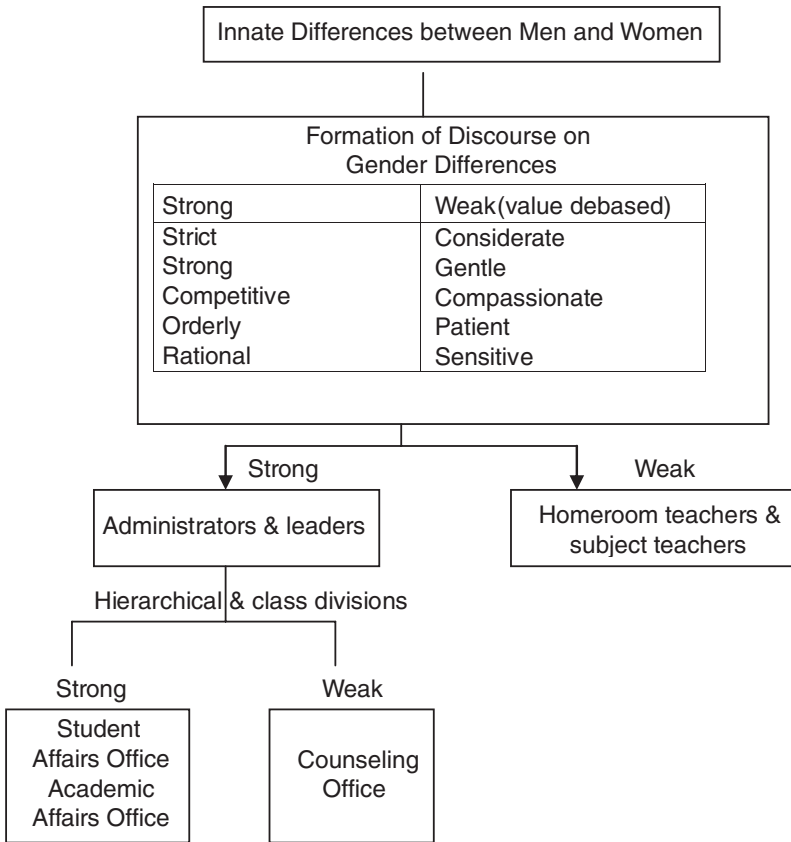 Innate Differences between Men and Women
Formation of Discourse on
Gender Differences
Strong Weak(value debased)
Strict Considerate
Strong Gentle
Competitive Compassionate
Orderly Patient
Rational Sensitive
Strong Weak
Administrators & leaders
Homeroom teachers &
subject teachers
Hierarchical & class divisions
Strong Weak
Student
Affairs Office
Academic
Affairs Office
Counseling
Office